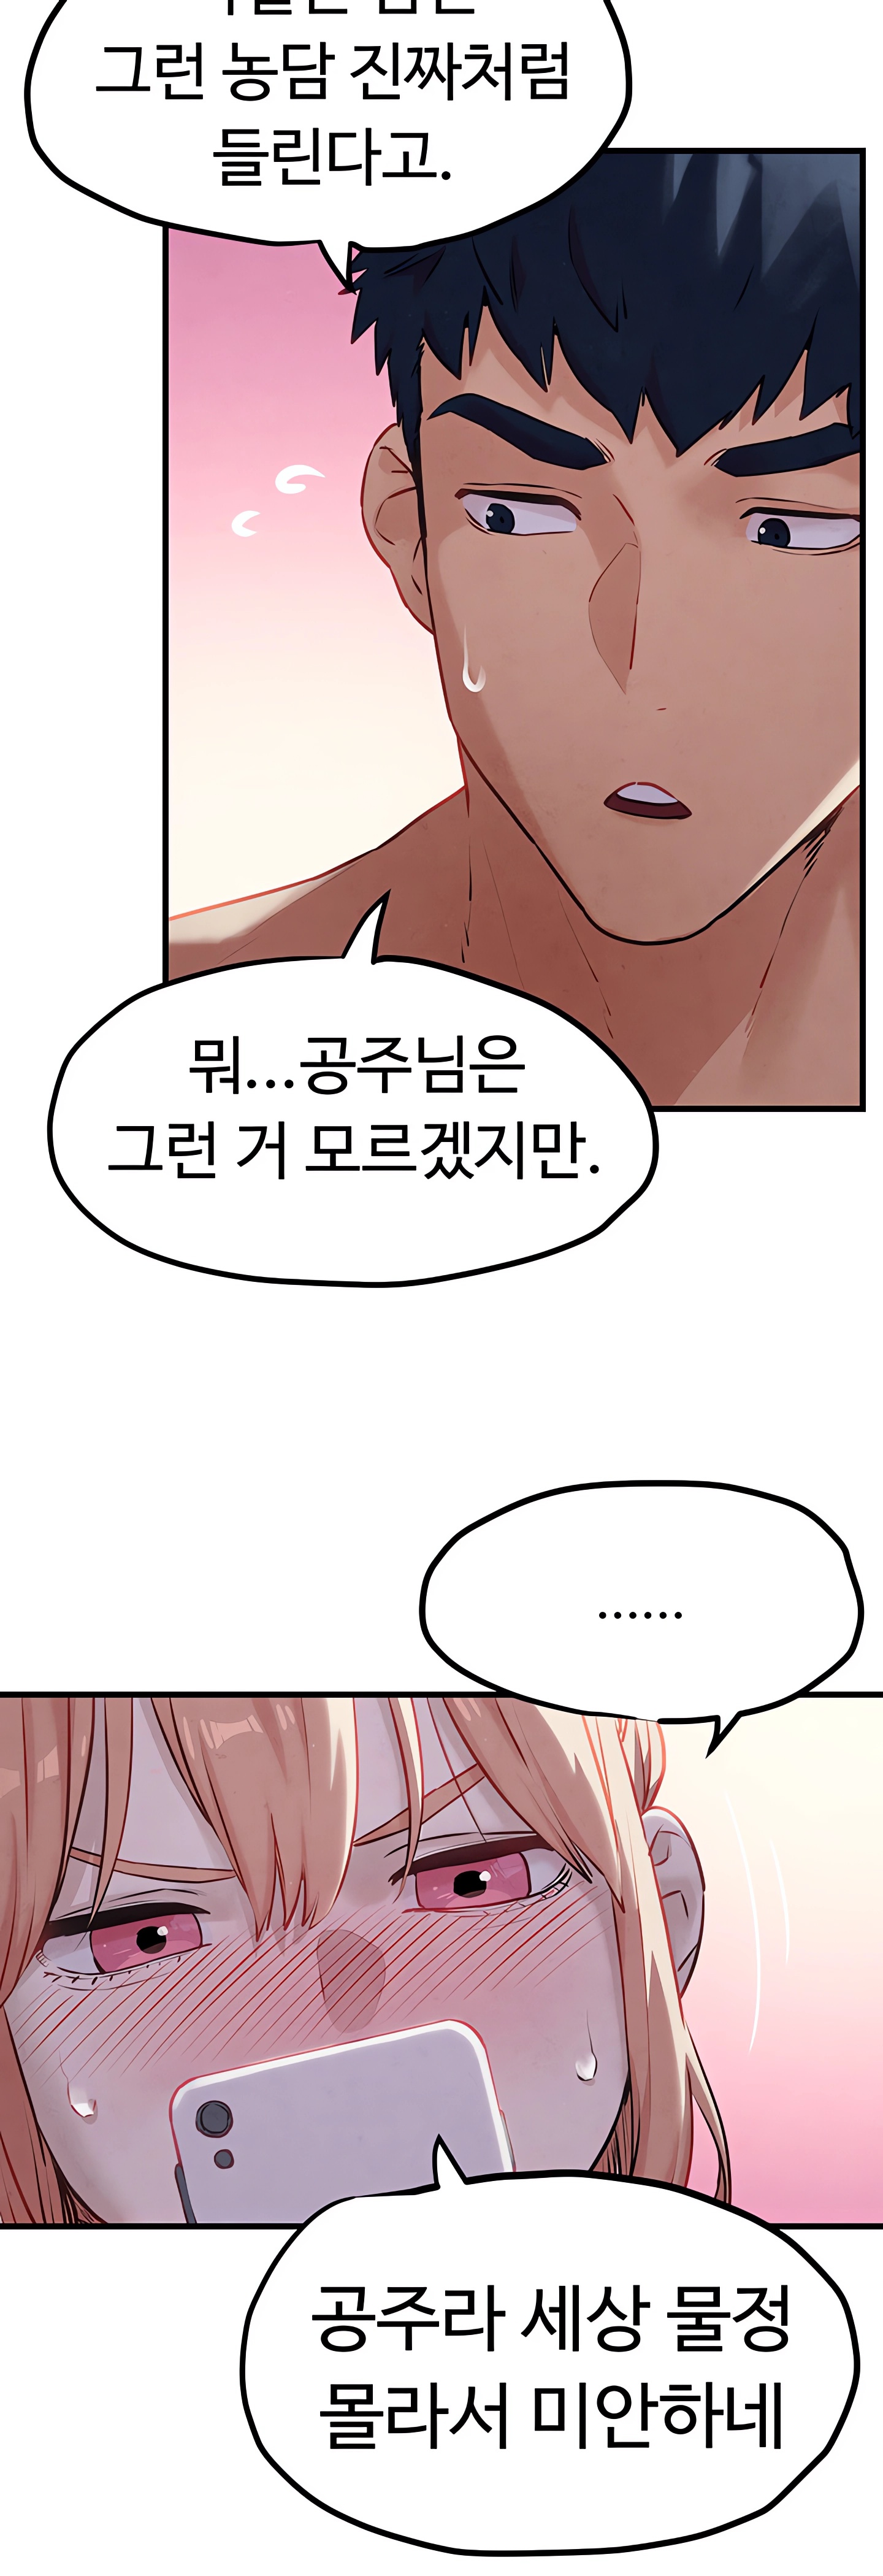 그런 농담 진짜처럼
들린다고.
뭐...공주님은
그런 거 모르겠지만.
......
공주라 세상 물정
몰라서 미안하네